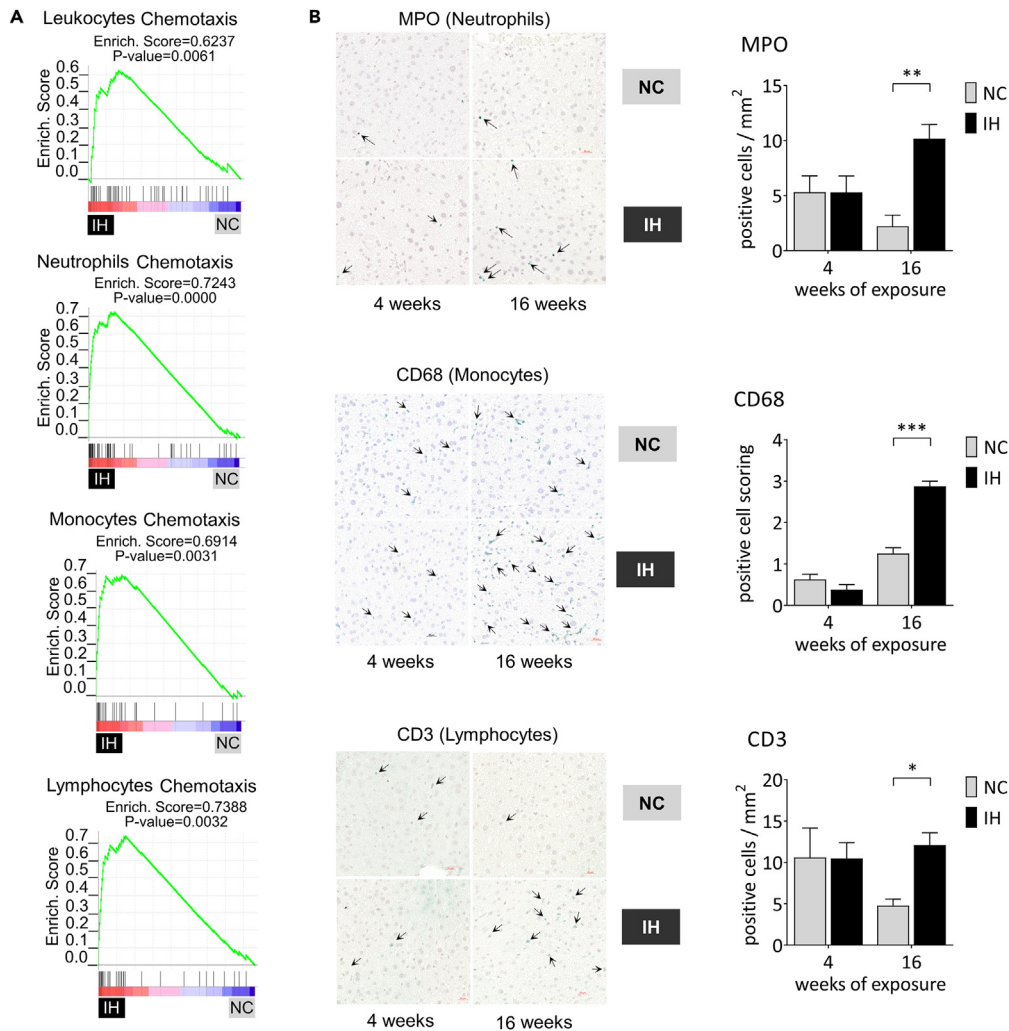 A
Leukocytes Chemotaxis
Enrich. Score=0.6237
P-value=0.0061
Enrich. Score
0.6
0.5
0.4
0.3
0.2
0.1
0.0
IH
NC
Neutrophils Chemotaxis
Enrich. Score=0.7243
P-value=0.0000
Enrich. Score
0.7
0.6
0.5
0.4
0.3
0.2
0.1
0.0
IH
NC
Monocytes Chemotaxis
Enrich. Score=0.6914
P-value=0.0031
Enrich. Score
0.7
0.6
0.5
0.4
0.3
0.2
0.1
0.0
IH
NC
Lymphocytes Chemotaxis
Enrich. Score=0.7388
P-value=0.0032
Enrich. Score
0.7
0.6
0.5
0.4
0.3
0.2
0.1
0.0
IH
NC
B
MPO (Neutrophils)
NC
IH
4 weeks
16 weeks
MPO
positive cells / mm²
15
10
5
0
**
NC
IH
4
16
weeks of exposure
CD68 (Monocytes)
NC
IH
4 weeks
16 weeks
CD68
positive cell scoring
4
3
2
1
0
***
NC
IH
4
16
weeks of exposure
CD3 (Lymphocytes)
NC
IH
4 weeks
16 weeks
CD3
positive cells / mm²
20
15
10
5
0
*
NC
IH
4
16
weeks of exposure